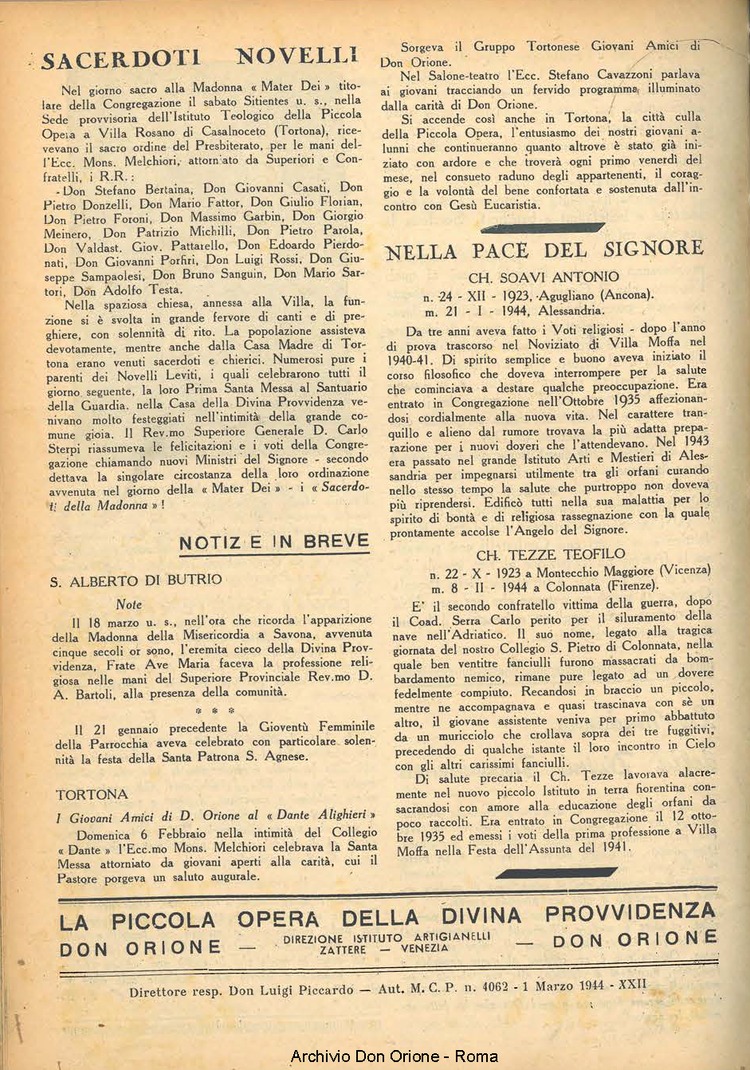 SACERDOTI NOVELLI
Nel giorno sacro alla Madonna « Mater Dei » tito-
lare della Congregazione il sabato Sitientes u. s., nella
Sede provvisoria dell'Istituto Teologico della Piccola
Opera a Villa Rosano di Casalnoceto (Tortona), rice-
vevano il sacro ordine del Presbiterato, per le mani del-
l'Ecc. Mons. Melchiori, attorniato da Superiori e Con-
fratelli, i R.R.:
- Don Stefano Bertaina, Don Giovanni Casati, Don
Pietro Donzelli, Don Mario Fattor, Don Giulio Florian,
Don Pietro Foroni, Don Massimo Garbin, Don Giorgio
Meinero, Don Patrizio Michilli, Don Pietro Parola,
Don Valdast. Giov. Pattarello, Don Edoardo Pierdo-
nati, Don Giovanni Porfiri, Don Luigi Rossi, Don Giu-
seppe Sampaolesi, Don Bruno Sanguin, Don Mario Sar-
tori, Don Adolfo Testa.
Nella spaziosa chiesa, annessa alla Villa, la fun-
zione si è svolta in grande fervore di canti e di pre-
ghiere, con solennità di rito. La popolazione assisteva
devotamente, mentre anche dalla Casa Madre di Tor-
tona erano venuti sacerdoti e chierici. Numerosi pure i
parenti dei Novelli Leviti, i quali celebrarono tutti il
giorno seguente, la loro Prima Santa Messa al Santuario
della Guardia. nella Casa della Divina Provvidenza ve-
nivano molto festeggiati nell'intimità della grande co-
mune gioia. Il Rev.mo Superiore Generale D. Carlo
Sterpi riassumeva le felicitazioni e i voti della Congre-
gazione chiamando nuovi Ministri del Signore - secondo
dettava la singolare circostanza della loro ordinazione
avvenuta nel giorno della « Mater Dei » - i « Sacerdo-
ti della Madonna » !
NOTIZIE IN BREVE
S. ALBERTO DI BUTRIO
Note
Il 18 marzo u. s., nell'ora che ricorda l'apparizione
della Madonna della Misericordia a Savona, avvenuta
cinque secoli or sono, l'eremita cieco della Divina Prov-
videnza, Frate Ave Maria faceva la professione reli-
giosa nelle mani del Superiore Provinciale Rev.mo D.
A. Bartoli, alla presenza della comunità.
* * *
Il 21 gennaio precedente la Gioventù Femminile
della Parrocchia aveva celebrato con particolare solen-
nità la festa della Santa Patrona S. Agnese.
TORTONA
I Giovani Amici di D. Orione al « Dante Alighieri »
Domenica 6 Febbraio nella intimità del Collegio
« Dante » l'Ecc.mo Mons. Melchiori celebrava la Santa
Messa attorniato da giovani aperti alla carità, cui il
Pastore porgeva un saluto augurale.
Sorgeva il Gruppo Tortonese Giovani Amici di
Don Orione.
Nel Salone-teatro l'Ecc. Stefano Cavazzoni parlava
ai giovani tracciando un fervido programma illuminato
dalla carità di Don Orione.
Si accende così anche in Tortona, la città culla
della Piccola Opera, l'entusiasmo dei nostri giovani a-
lunni che continueranno quanto altrove è stato già ini-
ziato con ardore e che troverà ogni primo venerdì del
mese, nel consueto raduno degli appartenenti, il corag-
gio e la volontà del bene confortata e sostenuta dall'in-
contro con Gesù Eucaristia.
NELLA PACE DEL SIGNORE
CH. SOAVI ANTONIO
n. 24 - XII - 1923, Agugliano (Ancona).
m. 21 - I - 1944, Alessandria.
Da tre anni aveva fatto i Voti religiosi - dopo l'anno
di prova trascorso nel Noviziato di Villa Moffa nel
1940-41. Di spirito semplice e buono aveva iniziato il
corso filosofico che doveva interrompere per la salute
che cominciava a destare qualche preoccupazione. Era
entrato in Congregazione nell'Ottobre 1935 affezionan-
dosi cordialmente alla nuova vita. Nel carattere tran-
quillo e alieno dal rumore trovava la più adatta prepa-
razione per i nuovi doveri che l'attendevano. Nel 1943
era passato nel grande Istituto Arti e Mestieri di Ales-
sandria per impegnarsi utilmente tra gli orfani curando
nello stesso tempo la salute che purtroppo non doveva
più riprendersi. Edificò tutti nella sua malattia per lo
spirito di bontà e di religiosa rassegnazione con la quale
prontamente accolse l'Angelo del Signore.
CH. TEZZE TEOFILO
n. 22 - X - 1923 a Montecchio Maggiore (Vicenza)
m. 8 - II - 1944 a Colonnata (Firenze).
E' il secondo confratello vittima della guerra, dopo
il Coad. Serra Carlo perito per il siluramento della
nave nell'Adriatico. Il suo nome, legato alla tragica
giornata del nostro Collegio S. Pietro di Colonnata, nella
quale ben ventitre fanciulli furono massacrati da bom-
bardamento nemico, rimane pure legato ad un dovere
fedelmente compiuto. Recandosi in braccio un piccolo,
mentre ne accompagnava e quasi trascinava con sè un
altro, il giovane assistente veniva per primo abbattuto
da un muricciolo che crollava sopra dei tre fuggitivi,
precedendo di qualche istante il loro incontro in Cielo
con gli altri carissimi fanciulli.
Di salute precaria il Ch. Tezze lavorava alacre-
mente nel nuovo piccolo Istituto in terra fiorentina con-
sacrandosi con amore alla educazione degli orfani da
poco raccolti. Era entrato in Congregazione il 12 otto-
bre 1935 ed emessi i voti della prima professione a Villa
Moffa nella Festa dell'Assunta del 1941.
LA PICCOLA OPERA DELLA DIVINA PROVVIDENZA
DON ORIONE — DIREZIONE ISTITUTO ARTIGIANELLI — DON ORIONE
ZATTERE — VENEZIA
Direttore resp. Don Luigi Piccardo — Aut. M. C. P. n. 4062 - 1 Marzo 1944 - XXII
Archivio Don Orione - Roma